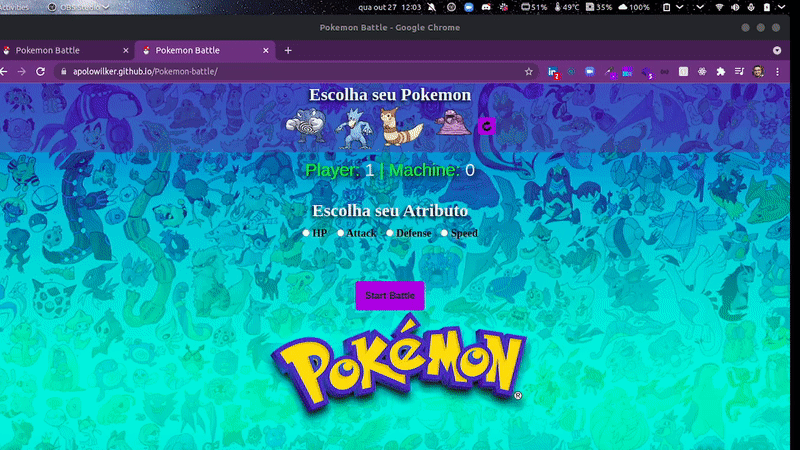 Activities OBS Studio qua out 27 12:03 51% 49°C 35% 100%
Pokemon Battle - Google Chrome
Pokemon Battle Pokemon Battle
apolowilker.github.io/Pokemon-battle/
Escolha seu Pokemon
Player: 1 | Machine: 0
Escolha seu Atributo
HP Attack Defense Speed
Start Battle
POKéMON